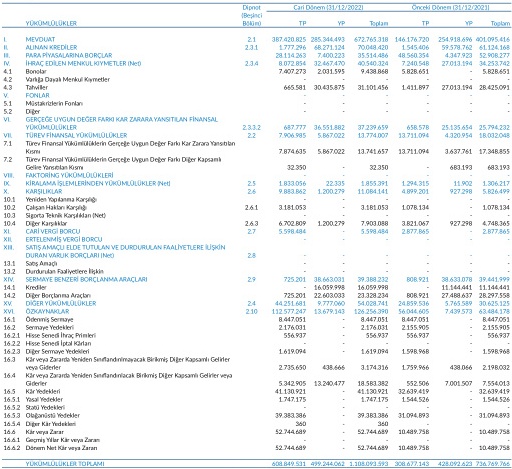 Dipnot Cari Dönem (31/12/2022) Önceki Dönem (31/12/2021)
(Beşinci
YÜKÜMLÜLÜKLER Bölüm) TP YP Toplam TP YP Toplam
I. MEVDUAT 2.1 387.420.825 285.344.493 672.765.318 146.176.720 254.918.696 401.095.416
II. ALINAN KREDİLER 2.3.1 1.777.296 68.271.124 70.048.420 1.545.406 59.578.762 61.124.168
III. PARA PİYASALARINA BORÇLAR 28.114.263 7.400.223 35.514.486 48.560.354 4.347.923 52.908.277
IV. İHRAÇ EDİLEN MENKUL KIYMETLER (Net) 2.3.4 8.072.854 32.467.470 40.540.324 7.240.548 27.013.194 34.253.742
4.1 Bonolar 7.407.273 2.031.595 9.438.868 5.828.651 - 5.828.651
4.2 Varlığa Dayalı Menkul Kıymetler - - - - - -
4.3 Tahviller 665.581 30.435.875 31.101.456 1.411.897 27.013.194 28.425.091
V. FONLAR - - - - - -
5.1 Müstakrizlerin Fonları - - - - - -
5.2 Diğer - - - - - -
VI. GERÇEĞE UYGUN DEĞER FARKI KAR ZARARA YANSITILAN FİNANSAL
YÜKÜMLÜLÜKLER 2.3.3.2 687.777 36.551.882 37.239.659 658.578 25.135.654 25.794.232
VII. TÜREV FİNANSAL YÜKÜMLÜLÜKLER 2.2 7.906.985 5.867.022 13.774.007 13.711.094 4.320.954 18.032.048
7.1 Türev Finansal Yükümlülüklerin Gerçeğe Uygun Değer Farkı Kar Zarara Yansıtılan
Kısmı 7.874.635 5.867.022 13.741.657 13.711.094 3.637.761 17.348.855
7.2 Türev Finansal Yükümlülüklerin Gerçeğe Uygun Değer Farkı Diğer Kapsamlı
Gelire Yansıtılan Kısmı 32.350 - 32.350 - 683.193 683.193
VIII. FAKTORİNG YÜKÜMLÜLÜKLERİ - - - - - -
IX. KİRALAMA İŞLEMLERİNDEN YÜKÜMLÜLÜKLER (Net) 2.5 1.833.056 22.335 1.855.391 1.294.315 11.902 1.306.217
X. KARŞILIKLAR 2.6 9.883.862 1.200.279 11.084.141 4.899.201 927.298 5.826.499
10.1 Yeniden Yapılanma Karşılığı - - - - - -
10.2 Çalışan Hakları Karşılığı 2.6.1 3.181.053 - 3.181.053 1.078.134 - 1.078.134
10.3 Sigorta Teknik Karşılıkları (Net) - - - - - -
10.4 Diğer Karşılıklar 2.6.3 6.702.809 1.200.279 7.903.088 3.821.067 927.298 4.748.365
XI. CARİ VERGİ BORCU 2.7 5.598.484 - 5.598.484 2.877.865 - 2.877.865
XII. ERTELENMİŞ VERGİ BORCU - - - - - -
XIII. SATIŞ AMAÇLI ELDE TUTULAN VE DURDURULAN FAALİYETLERE İLİŞKİN
DURAN VARLIK BORÇLARI (Net) 2.8 - - - - - -
13.1 Satış Amaçlı - - - - - -
13.2 Durdurulan Faaliyetlere İlişkin - - - - - -
XIV. SERMAYE BENZERİ BORÇLANMA ARAÇLARI 2.9 725.201 38.663.031 39.388.232 808.921 38.633.078 39.441.999
14.1 Krediler - 16.059.998 16.059.998 - 11.144.441 11.144.441
14.2 Diğer Borçlanma Araçları 725.201 22.603.033 23.328.234 808.921 27.488.637 28.297.558
XV. DİĞER YÜKÜMLÜLÜKLER 2.4 44.251.681 9.777.060 54.028.741 24.859.536 5.765.589 30.625.125
XVI. ÖZKAYNAKLAR 2.10 112.577.247 13.679.143 126.256.390 56.044.605 7.439.573 63.484.178
16.1 Ödenmiş Sermaye 8.447.051 - 8.447.051 8.447.051 - 8.447.051
16.2 Sermaye Yedekleri 2.176.031 - 2.176.031 2.155.905 - 2.155.905
16.2.1 Hisse Senedi İhraç Primleri 556.937 - 556.937 556.937 - 556.937
16.2.2 Hisse Senedi İptal Kârları - - - - - -
16.2.3 Diğer Sermaye Yedekleri 1.619.094 - 1.619.094 1.598.968 - 1.598.968
16.3 Kâr veya Zararda Yeniden Sınıflandırılmayacak Birikmiş Diğer Kapsamlı Gelirler
veya Giderler 2.735.650 438.666 3.174.316 1.759.966 438.066 2.198.032
16.4 Kâr veya Zararda Yeniden Sınıflandırılacak Birikmiş Diğer Kapsamlı Gelirler veya
Giderler 5.342.905 13.240.477 18.583.382 552.506 7.001.507 7.554.013
16.5 Kâr Yedekleri 41.130.921 - 41.130.921 32.639.419 - 32.639.419
16.5.1 Yasal Yedekler 1.747.175 - 1.747.175 1.544.526 - 1.544.526
16.5.2 Statü Yedekleri - - - - - -
16.5.3 Olağanüstü Yedekler 39.383.386 - 39.383.386 31.094.893 - 31.094.893
16.5.4 Diğer Kâr Yedekleri 360 - 360 - - -
16.6 Kâr veya Zarar 52.744.689 - 52.744.689 10.489.758 - 10.489.758
16.6.1 Geçmiş Yıllar Kâr veya Zararı - - - - - -
16.6.2 Dönem Net Kâr veya Zararı 52.744.689 - 52.744.689 10.489.758 - 10.489.758
YÜKÜMLÜLÜKLER TOPLAMI 608.849.531 499.244.062 1.108.093.593 308.677.143 428.092.623 736.769.766